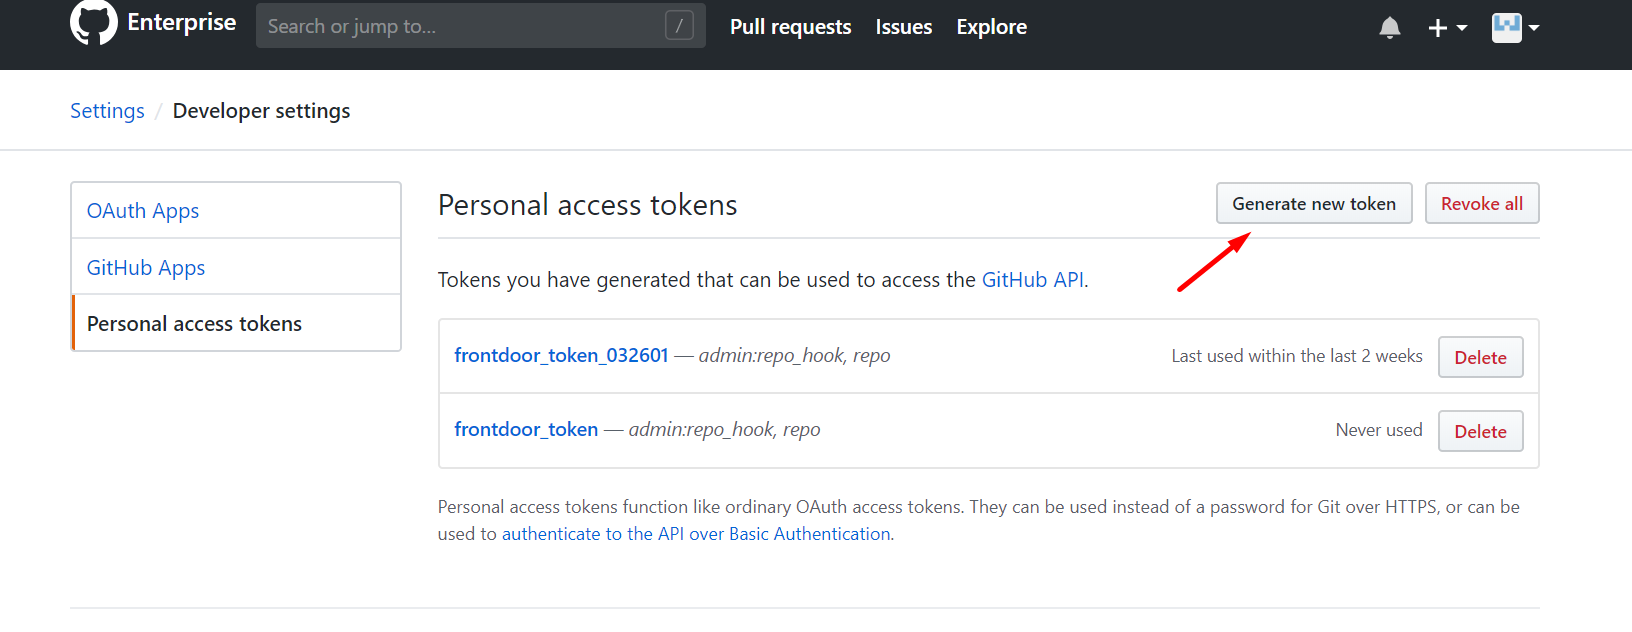 Enterprise Search or jump to... / Pull requests Issues Explore
Settings / Developer settings
OAuth Apps
GitHub Apps
Personal access tokens
Personal access tokens Generate new token Revoke all
Tokens you have generated that can be used to access the GitHub API.
frontdoor_token_032601 — admin:repo_hook, repo Last used within the last 2 weeks Delete
frontdoor_token — admin:repo_hook, repo Never used Delete
Personal access tokens function like ordinary OAuth access tokens. They can be used instead of a password for Git over HTTPS, or can be
used to authenticate to the API over Basic Authentication.